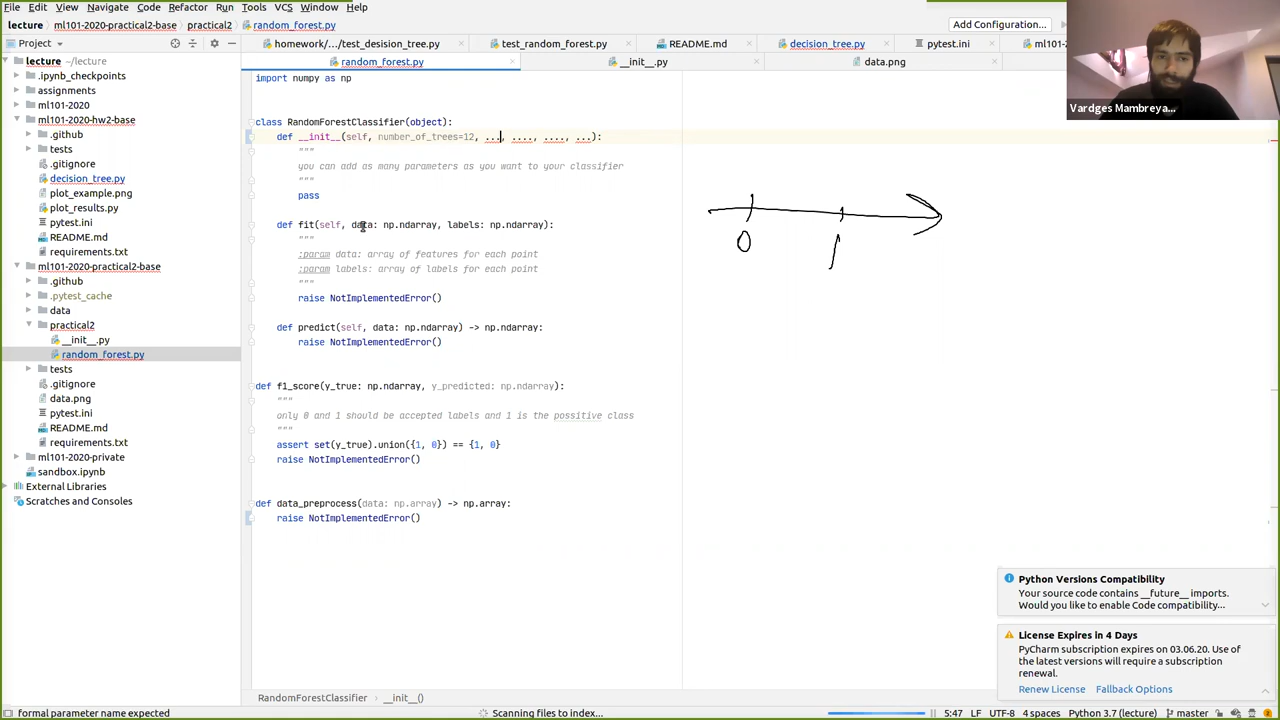 File Edit View Navigate Code Refactor Run Tools VCS Window Help
lecture ml101-2020-practical2-base practical2 random_forest.py
Add Configuration...
Project
homework/.../test_desision_tree.py
test_random_forest.py
README.md
decision_tree.py
pytest.ini
ml101
random_forest.py
__init__.py
data.png
Vardges Mambreya...
lecture ~/lecture
.ipynb_checkpoints
assignments
ml101-2020
ml101-2020-hw2-base
.github
tests
.gitignore
decision_tree.py
plot_example.png
plot_results.py
pytest.ini
README.md
requirements.txt
ml101-2020-practical2-base
.github
.pytest_cache
data
practical2
__init__.py
random_forest.py
tests
.gitignore
data.png
pytest.ini
README.md
requirements.txt
ml101-2020-private
sandbox.ipynb
External Libraries
Scratches and Consoles
import numpy as np
class RandomForestClassifier(object):
def __init__(self, number_of_trees=12, ..., ...., ...., ...):
"""
you can add as many parameters as you want to your classifier
"""
pass
def fit(self, data: np.ndarray, labels: np.ndarray):
"""
:param data: array of features for each point
:param labels: array of labels for each point
"""
raise NotImplementedError()
def predict(self, data: np.ndarray) -> np.ndarray:
raise NotImplementedError()
def f1_score(y_true: np.ndarray, y_predicted: np.ndarray):
"""
only 0 and 1 should be accepted labels and 1 is the possitive class
"""
assert set(y_true).union({1, 0}) == {1, 0}
raise NotImplementedError()
def data_preprocess(data: np.array) -> np.array:
raise NotImplementedError()
0 1
Python Versions Compatibility
Your source code contains __future__ imports.
Would you like to enable Code compatibility...
License Expires in 4 Days
PyCharm subscription expires on 03.06.20. Use of
the latest versions will require a subscription
renewal.
Renew License Fallback Options
RandomForestClassifier __init__()
formal parameter name expected
Scanning files to index...
5:47 LF UTF-8 4 spaces Python 3.7 (lecture) master